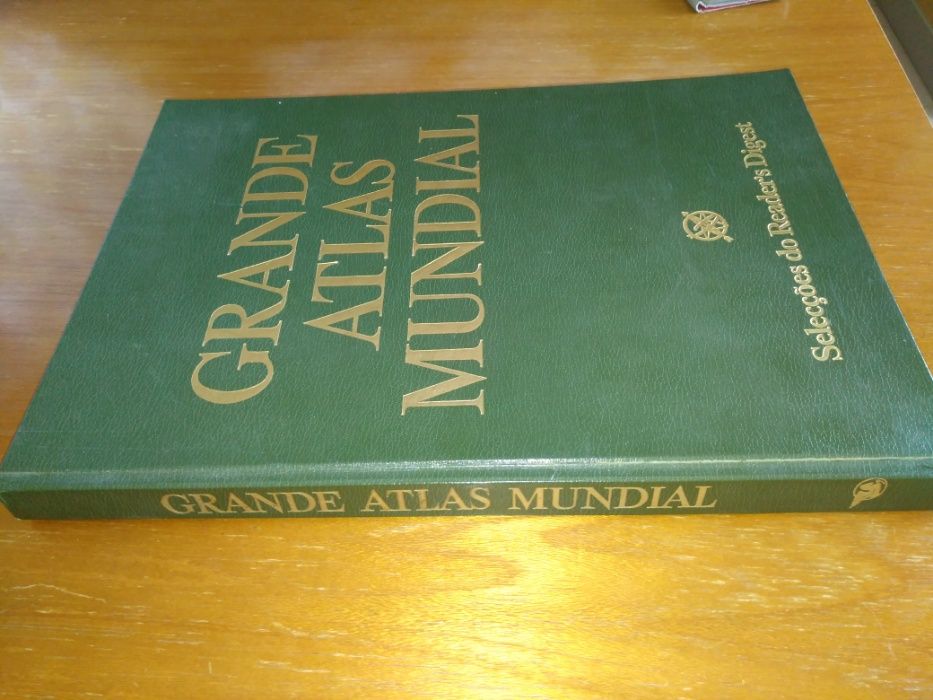 GRANDE
ATLAS
MUNDIAL
Selecções do Reader's Digest
GRANDE ATLAS MUNDIAL